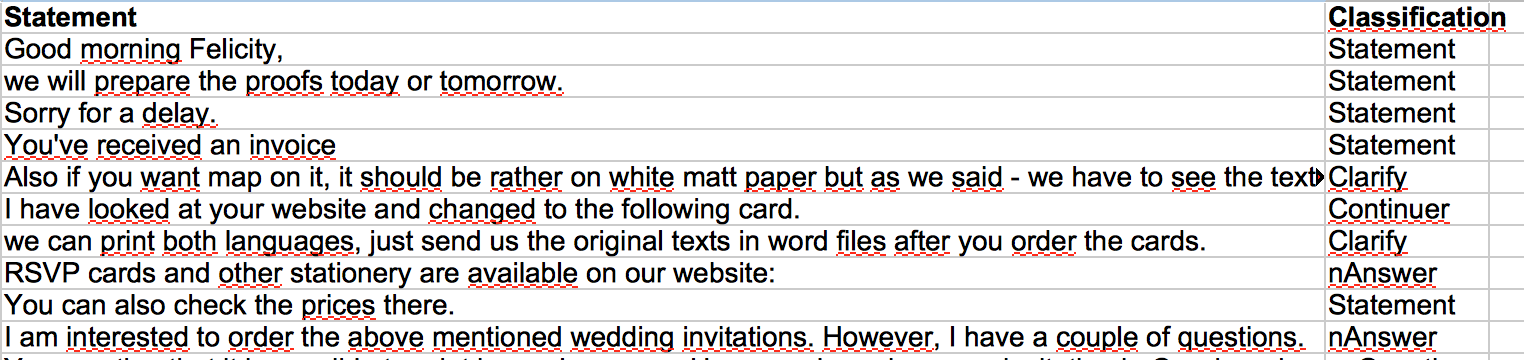 Statement Classification
Good morning Felicity, Statement
we will prepare the proofs today or tomorrow. Statement
Sorry for a delay. Statement
You've received an invoice Statement
Also if you want map on it, it should be rather on white matt paper but as we said - we have to see the text Clarify
I have looked at your website and changed to the following card. Continuer
we can print both languages, just send us the original texts in word files after you order the cards. Clarify
RSVP cards and other stationery are available on our website: nAnswer
You can also check the prices there. Statement
I am interested to order the above mentioned wedding invitations. However, I have a couple of questions. nAnswer